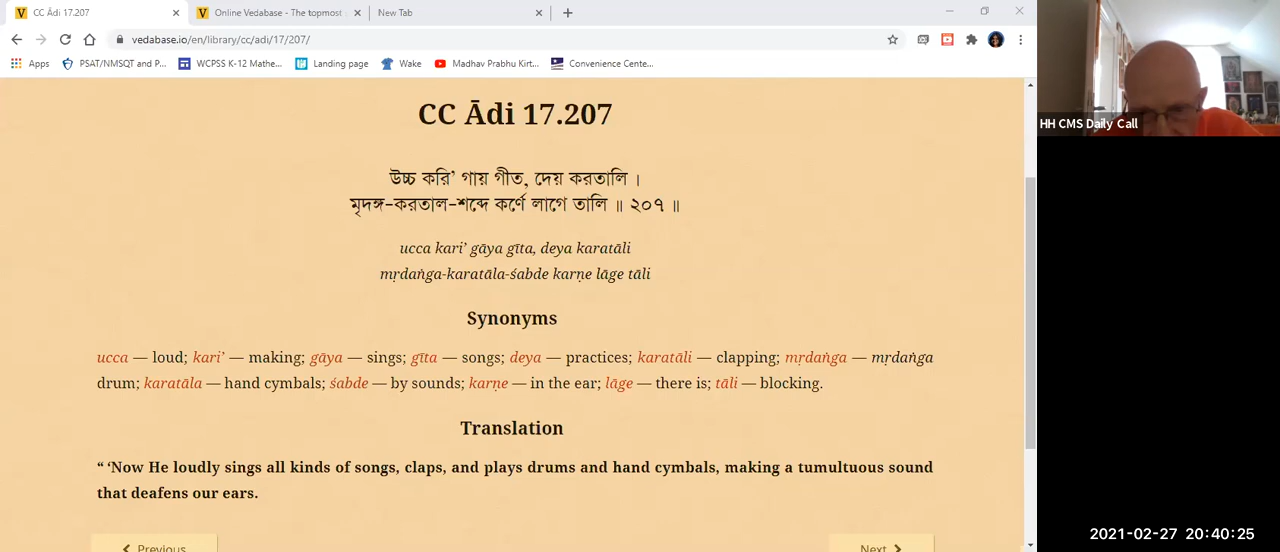 CC Ādi 17.207
Online Vedabase - The topmost
New Tab
vedabase.io/en/library/cc/adi/17/207/
Apps
PSAT/NMSQT and P...
WCPSS K-12 Mathe...
Landing page
Wake
Madhav Prabhu Kirt...
Convenience Cente...
CC Ādi 17.207
উচ্চ করি’ গায় গীত, দেয় করতালি ।
মৃদঙ্গ-করতাল-শব্দে কর্ণে লাগে তালি ॥ ২০৭ ॥
ucca kari’ gāya gīta, deya karatāli
mṛdaṅga-karatāla-śabde karṇe lāge tāli
Synonyms
ucca — loud; kari’ — making; gāya — sings; gīta — songs; deya — practices; karatāli — clapping; mṛdaṅga — mṛdaṅga
drum; karatāla — hand cymbals; śabde — by sounds; karṇe — in the ear; lāge — there is; tāli — blocking.
Translation
“ ‘Now He loudly sings all kinds of songs, claps, and plays drums and hand cymbals, making a tumultuous sound
that deafens our ears.
Previous
Next
HH CMS Daily Call
2021-02-27 20:40:25